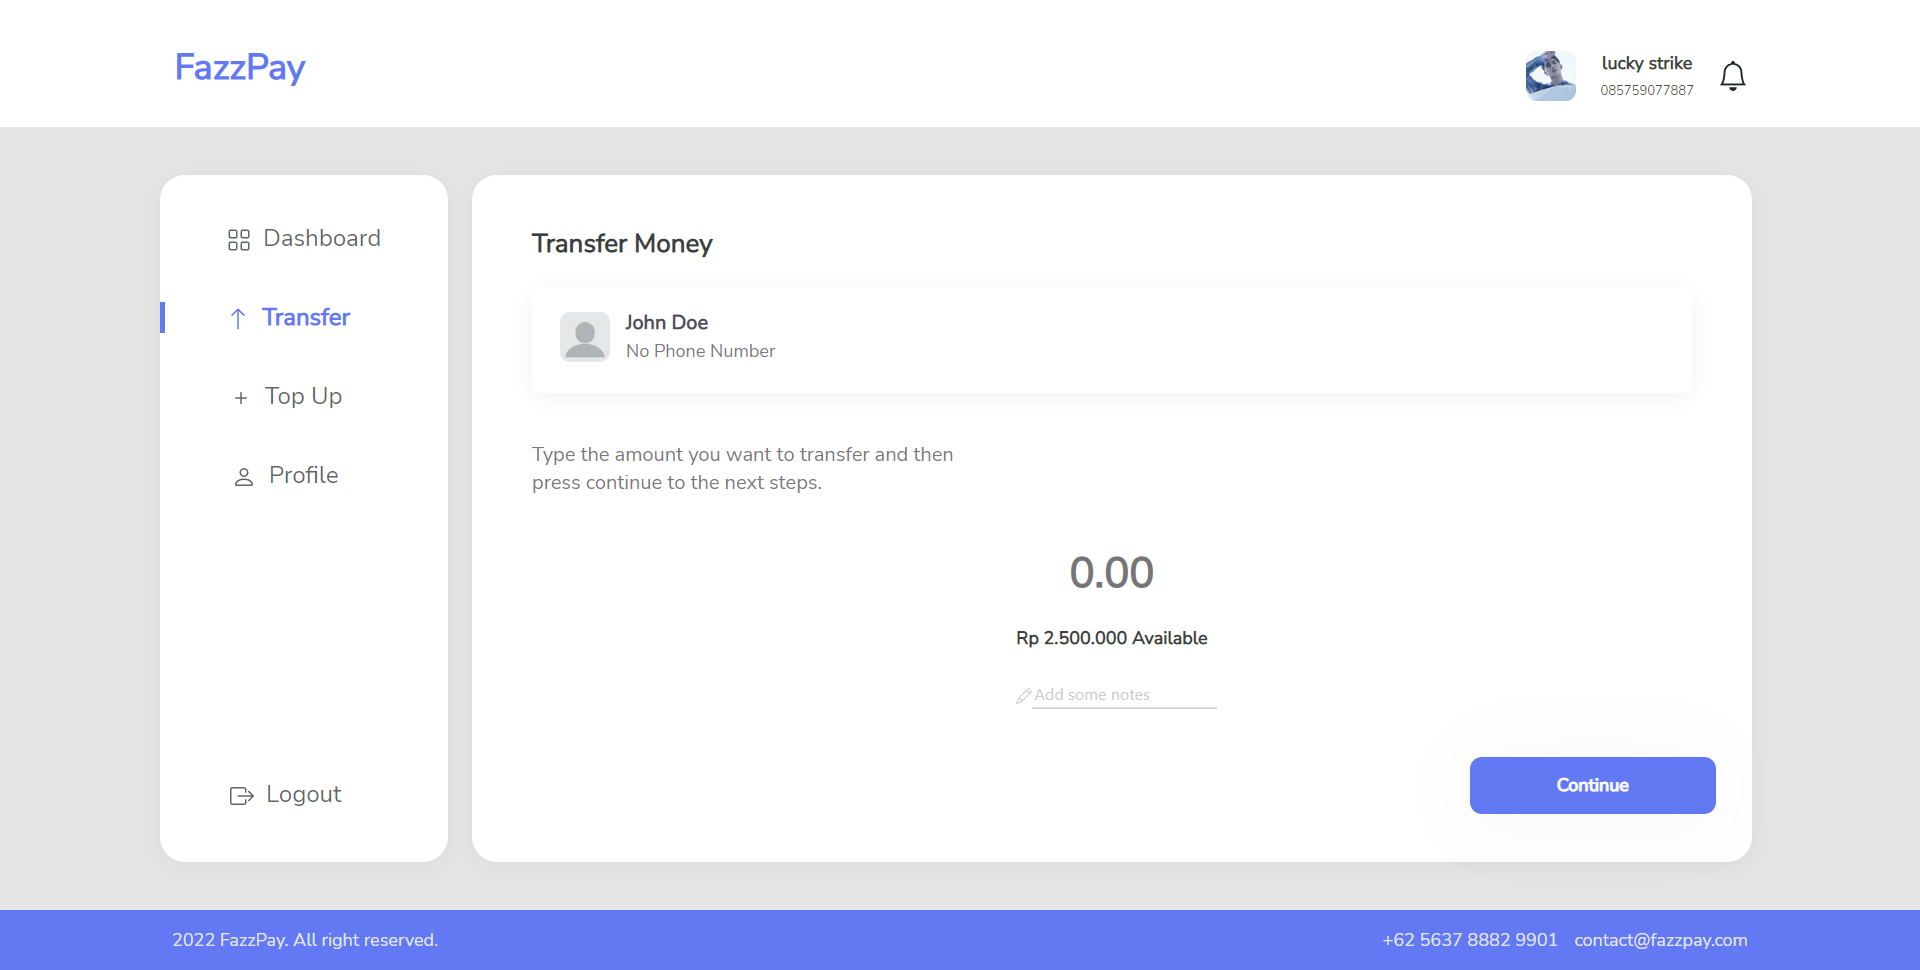 FazzPay
lucky strike
085759077887
Dashboard
Transfer
Top Up
Profile
Logout
Transfer Money
John Doe
No Phone Number
Type the amount you want to transfer and then
press continue to the next steps.
0.00
Rp 2.500.000 Available
Add some notes
Continue
2022 FazzPay. All right reserved.
+62 5637 8882 9901 contact@fazzpay.com